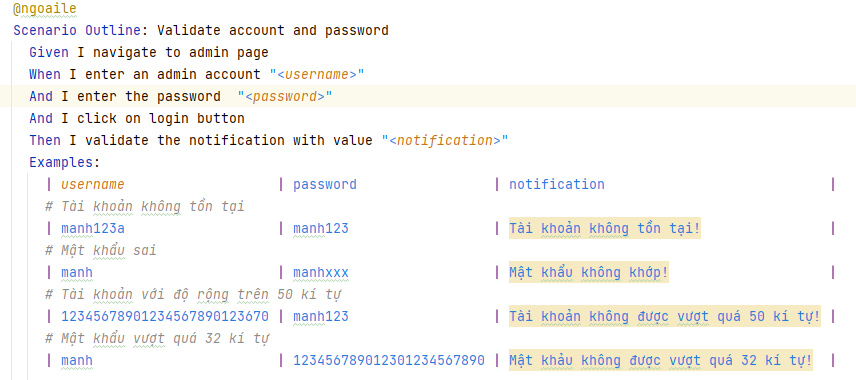 @ngoaile
Scenario Outline: Validate account and password
Given I navigate to admin page
When I enter an admin account "<username>"
And I enter the password  "<password>"
And I click on login button
Then I validate the notification with value "<notification>"
Examples:
| username | password | notification |
# Tài khoản không tồn tại
| manh123a | manh123 | Tài khoản không tồn tại! |
# Mật khẩu sai
| manh | manhxxx | Mật khẩu không khớp! |
# Tài khoản với độ rộng trên 50 kí tự
| 12345678901234567890123670 | manh123 | Tài khoản không được vượt quá 50 kí tự! |
# Mật khẩu vượt quá 32 kí tự
| manh | 123456789012301234567890 | Mật khảu không được vượt quá 32 kí tự! |